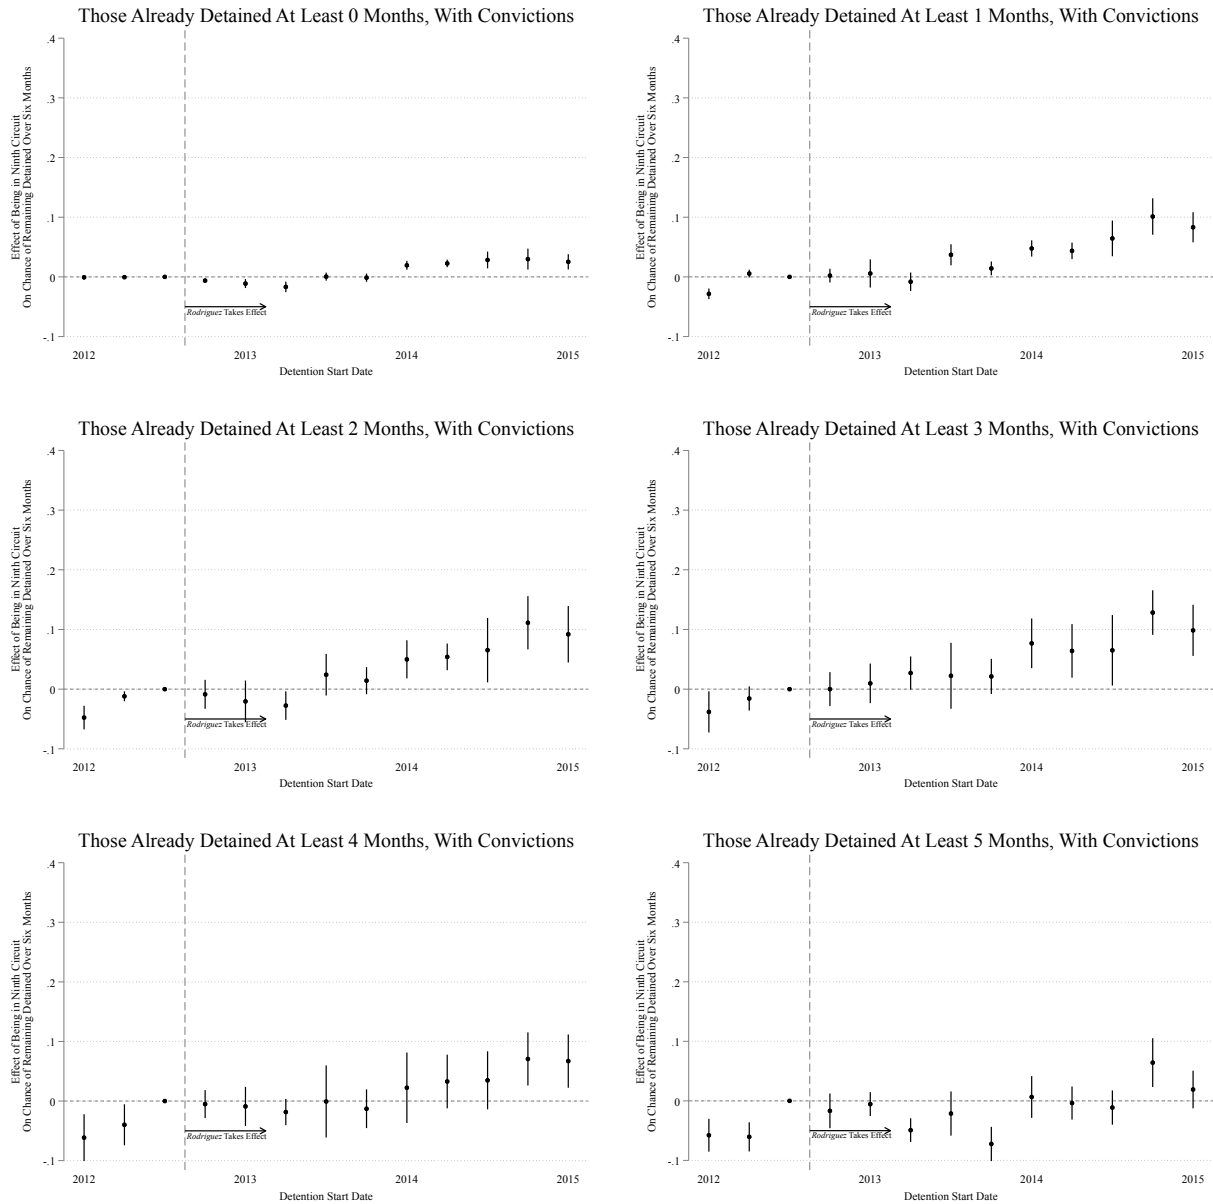 Those Already Detained At Least 0 Months, With Convictions
Effect of Being in Ninth Circuit
On Chance of Remaining Detained Over Six Months
.4
.3
.2
.1
0
-.1
Rodriguez Takes Effect
2012
2013
2014
2015
Detention Start Date
Those Already Detained At Least 1 Months, With Convictions
Effect of Being in Ninth Circuit
On Chance of Remaining Detained Over Six Months
.4
.3
.2
.1
0
-.1
Rodriguez Takes Effect
2012
2013
2014
2015
Detention Start Date
Those Already Detained At Least 2 Months, With Convictions
Effect of Being in Ninth Circuit
On Chance of Remaining Detained Over Six Months
.4
.3
.2
.1
0
-.1
Rodriguez Takes Effect
2012
2013
2014
2015
Detention Start Date
Those Already Detained At Least 3 Months, With Convictions
Effect of Being in Ninth Circuit
On Chance of Remaining Detained Over Six Months
.4
.3
.2
.1
0
-.1
Rodriguez Takes Effect
2012
2013
2014
2015
Detention Start Date
Those Already Detained At Least 4 Months, With Convictions
Effect of Being in Ninth Circuit
On Chance of Remaining Detained Over Six Months
.4
.3
.2
.1
0
-.1
Rodriguez Takes Effect
2012
2013
2014
2015
Detention Start Date
Those Already Detained At Least 5 Months, With Convictions
Effect of Being in Ninth Circuit
On Chance of Remaining Detained Over Six Months
.4
.3
.2
.1
0
-.1
Rodriguez Takes Effect
2012
2013
2014
2015
Detention Start Date